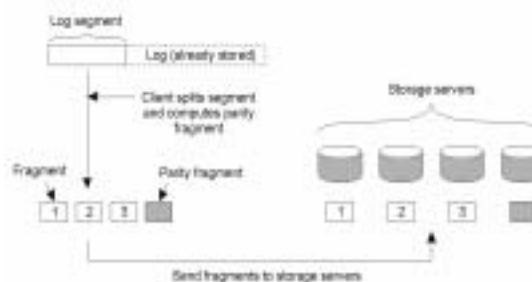 Log segment
Log (already stored)
Client splits segment
and computes parity
fragment
Storage servers
Fragment
Parity fragment
1 2 3
1 2 3
Send fragments to storage servers